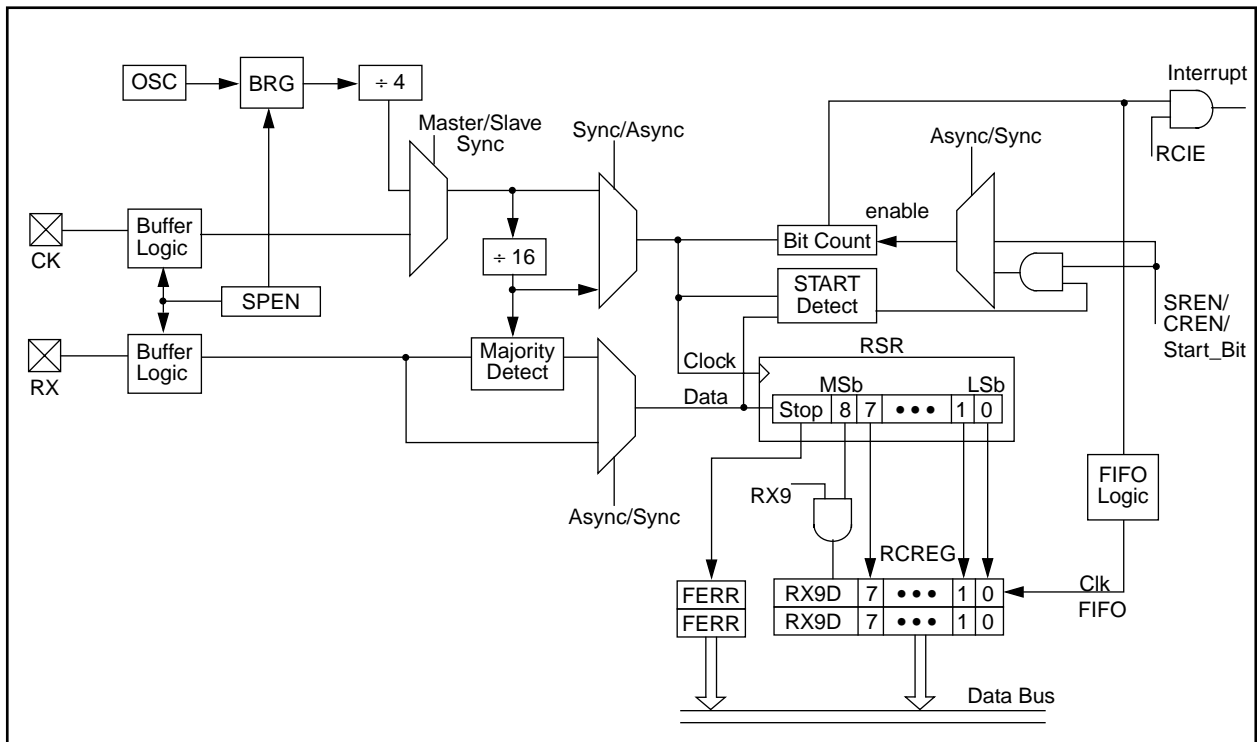 OSC
BRG
÷ 4
Interrupt
Master/Slave
Sync
Sync/Async
Async/Sync
RCIE
CK
Buffer
Logic
÷ 16
Bit Count
enable
SPEN
START
Detect
SREN/
CREN/
Start_Bit
RX
Buffer
Logic
Majority
Detect
Clock
RSR
Data
MSb
LSb
Stop 8 7 ••• 1 0
Async/Sync
RX9
FIFO
Logic
RCREG
Clk
FIFO
FERR
RX9D 7 ••• 1 0
FERR
RX9D 7 ••• 1 0
Data Bus